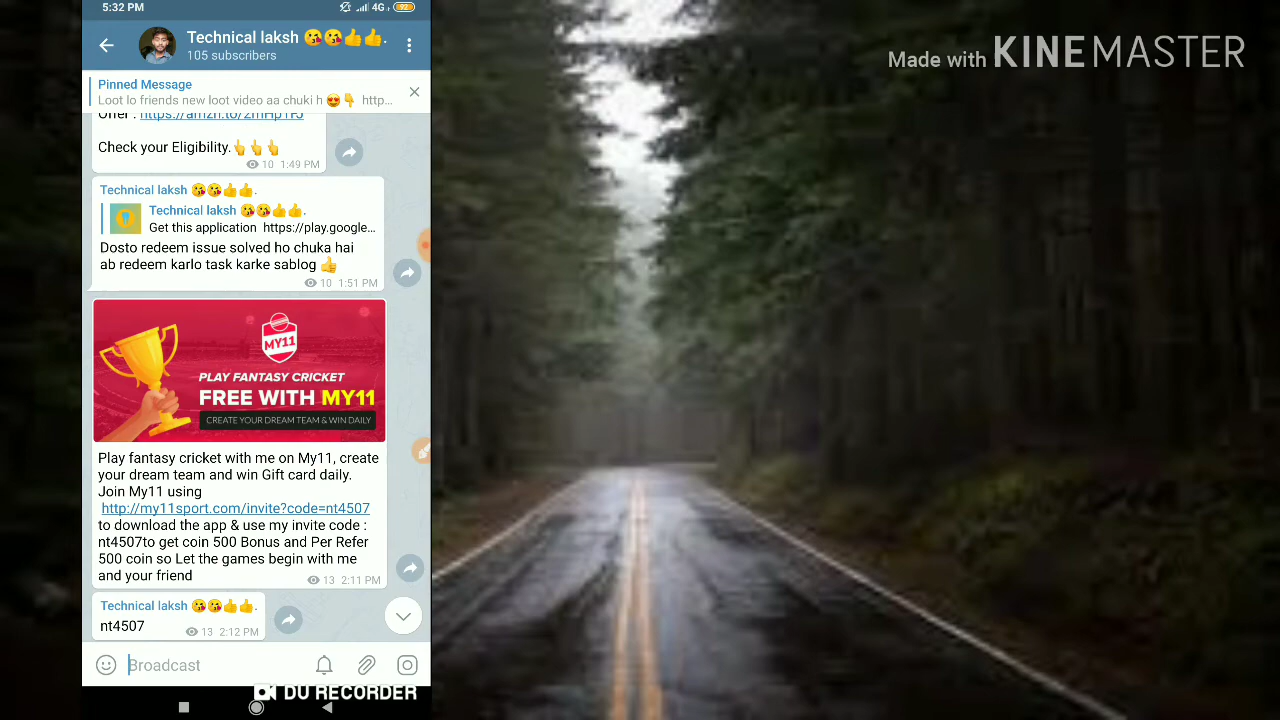 5:32 PM
4G
92
Technical laksh 😘😘👍👍.
105 subscribers
Pinned Message
Loot lo friends new loot video aa chuki h 😍👇 http...
Offer : https://amzn.to/2mHpYFJ
Check your Eligibility.👆👆👆
10 1:49 PM
Technical laksh 😘😘👍👍.
Technical laksh 😘😘👍👍.
Get this application https://play.google...
Dosto redeem issue solved ho chuka hai
ab redeem karlo task karke sablog 👍
10 1:51 PM
MY11
PLAY FANTASY CRICKET
FREE WITH MY11
CREATE YOUR DREAM TEAM & WIN DAILY
Play fantasy cricket with me on My11, create
your dream team and win Gift card daily.
Join My11 using
http://my11sport.com/invite?code=nt4507
to download the app & use my invite code :
nt4507to get coin 500 Bonus and Per Refer
500 coin so Let the games begin with me
and your friend
13 2:11 PM
Technical laksh 😘😘👍👍.
nt4507
13 2:12 PM
Broadcast
DU RECORDER
Made with KINEMASTER